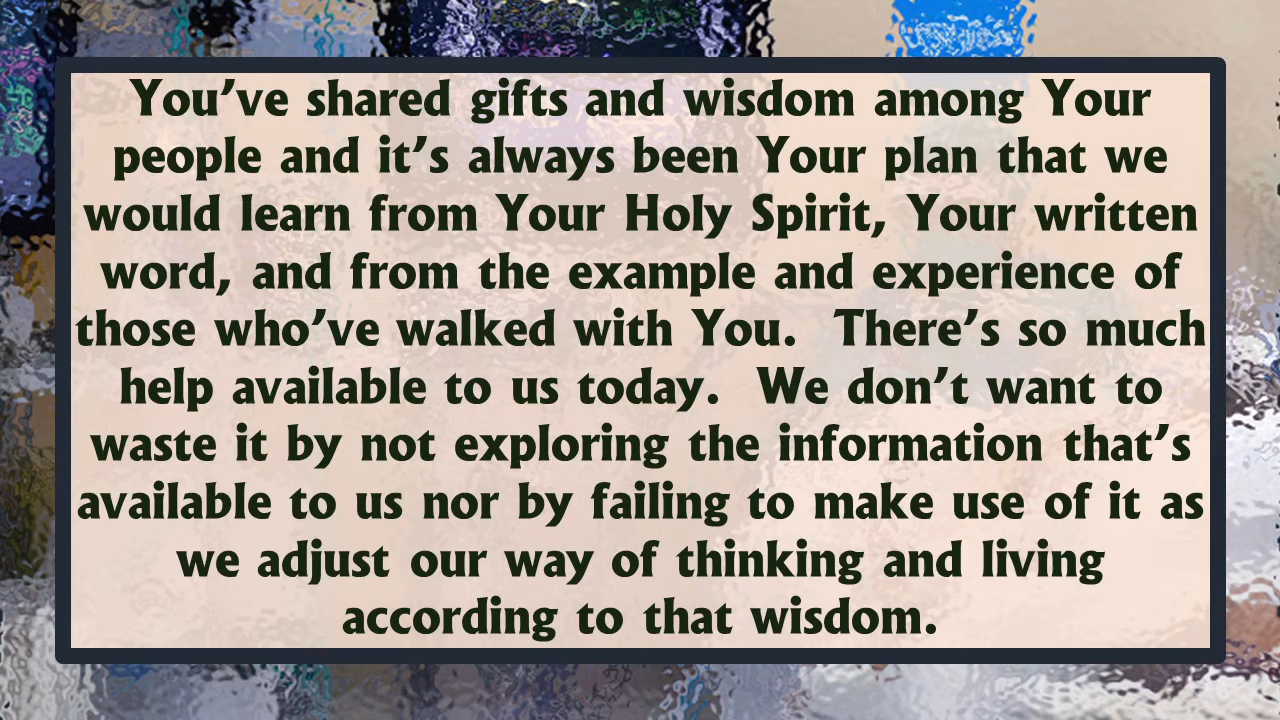 You’ve shared gifts and wisdom among Your
people and it’s always been Your plan that we
would learn from Your Holy Spirit, Your written
word, and from the example and experience of
those who’ve walked with You.  There’s so much
help available to us today.  We don’t want to
waste it by not exploring the information that’s
available to us nor by failing to make use of it as
we adjust our way of thinking and living
according to that wisdom.